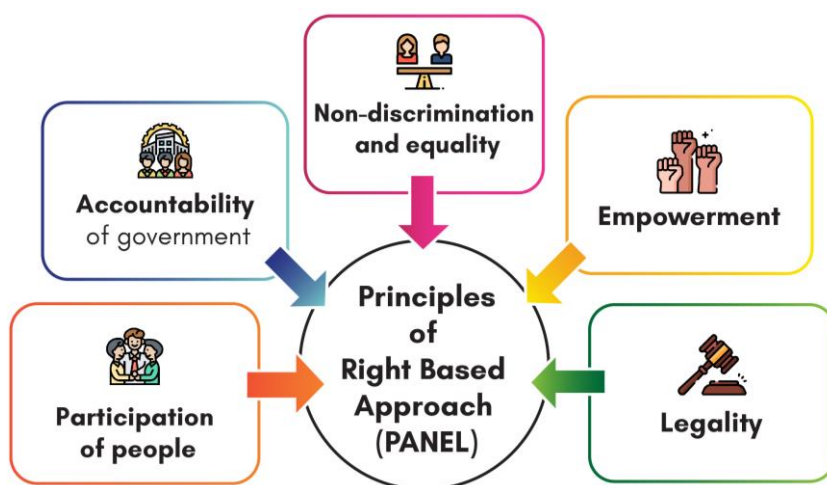 Non-discrimination
and equality
Accountability
of government
Empowerment
Participation
of people
Principles
of
Right Based
Approach
(PANEL)
Legality